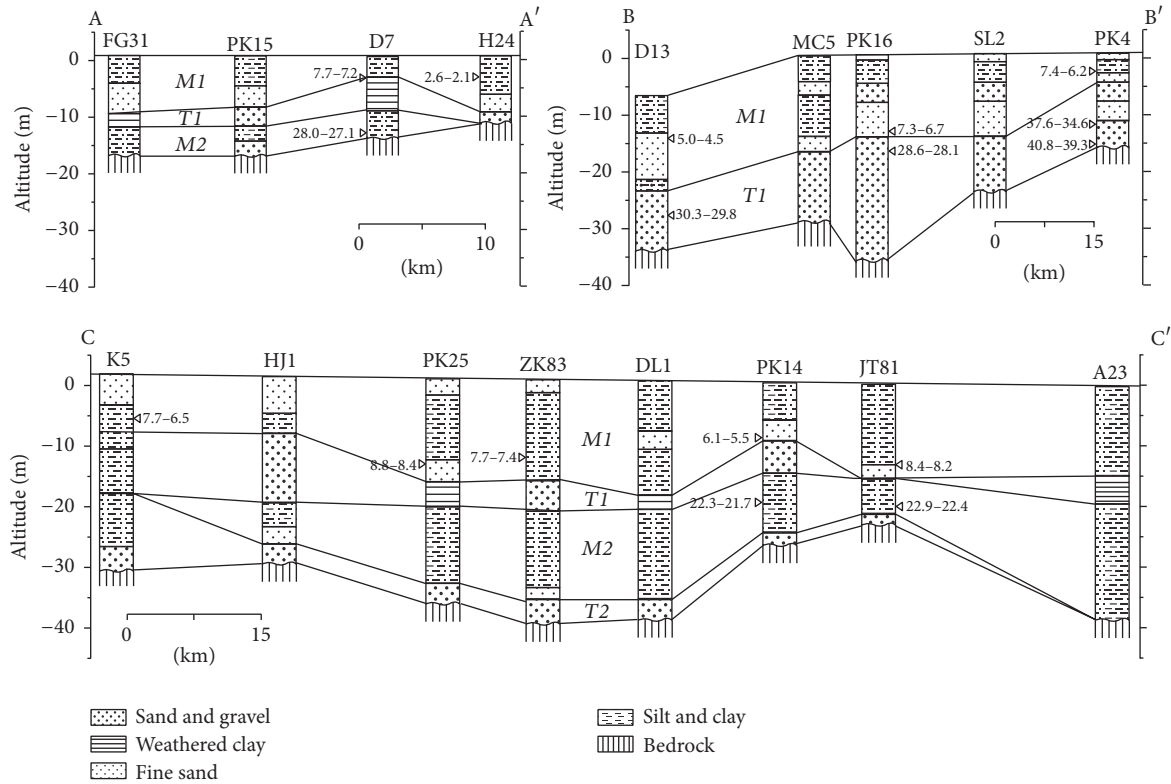 A
A′
FG31 PK15 D7 H24
0
−10
−20
−30
−40
Altitude (m)
M1
T1
M2
7.7–7.2
2.6–2.1
28.0–27.1
0 10
(km)
B
B′
D13 MC5 PK16 SL2 PK4
0
−10
−20
−30
−40
Altitude (m)
M1
T1
5.0–4.5
30.3–29.8
7.3–6.7
28.6–28.1
7.4–6.2
37.6–34.6
40.8–39.3
0 15
(km)
C
C′
K5 HJ1 PK25 ZK83 DL1 PK14 JT81 A23
0
−10
−20
−30
−40
Altitude (m)
7.7–6.5
8.8–8.4
7.7–7.4
M1
T1
M2
T2
6.1–5.5
22.3–21.7
8.4–8.2
22.9–22.4
0 15
(km)
Sand and gravel
Weathered clay
Fine sand
Silt and clay
Bedrock